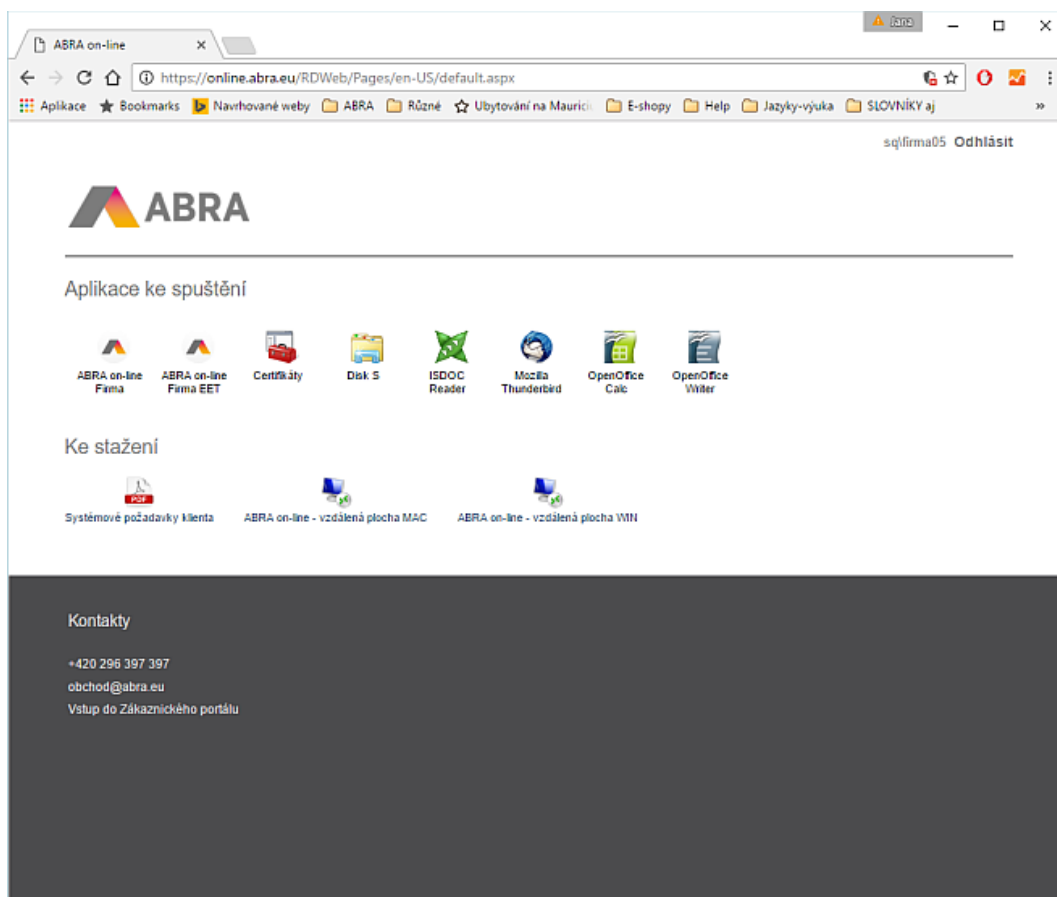 Jana
ABRA on-line
https://online.abra.eu/RDWeb/Pages/en-US/default.aspx
Aplikace Bookmarks Navrhované weby ABRA Různé Ubytování na Maurici E-shopy Help Jazyky-výuka SLOVNÍKY aj »
sq\firma05 Odhlásit
ABRA
Aplikace ke spuštění
ABRA on-line Firma
ABRA on-line Firma EET
Certifikáty
Disk S
ISDOC Reader
Mozilla Thunderbird
OpenOffice Calc
OpenOffice Writer
Ke stažení
PDF
Systémové požadavky klienta
ABRA on-line - vzdálená plocha MAC
ABRA on-line - vzdálená plocha WIN
Kontakty
+420 296 397 397
obchod@abra.eu
Vstup do Zákaznického portálu